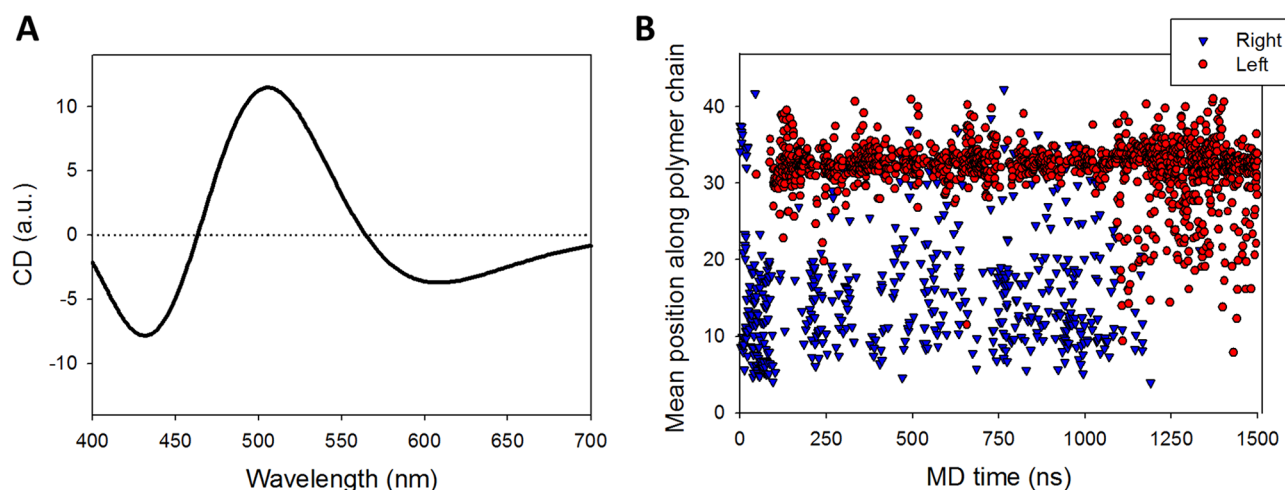 A
CD (a.u.)
10
5
0
-5
-10
400 450 500 550 600 650 700
Wavelength (nm)
B
Right
Left
Mean position along polymer chain
40
30
20
10
0
0 250 500 750 1000 1250 1500
MD time (ns)